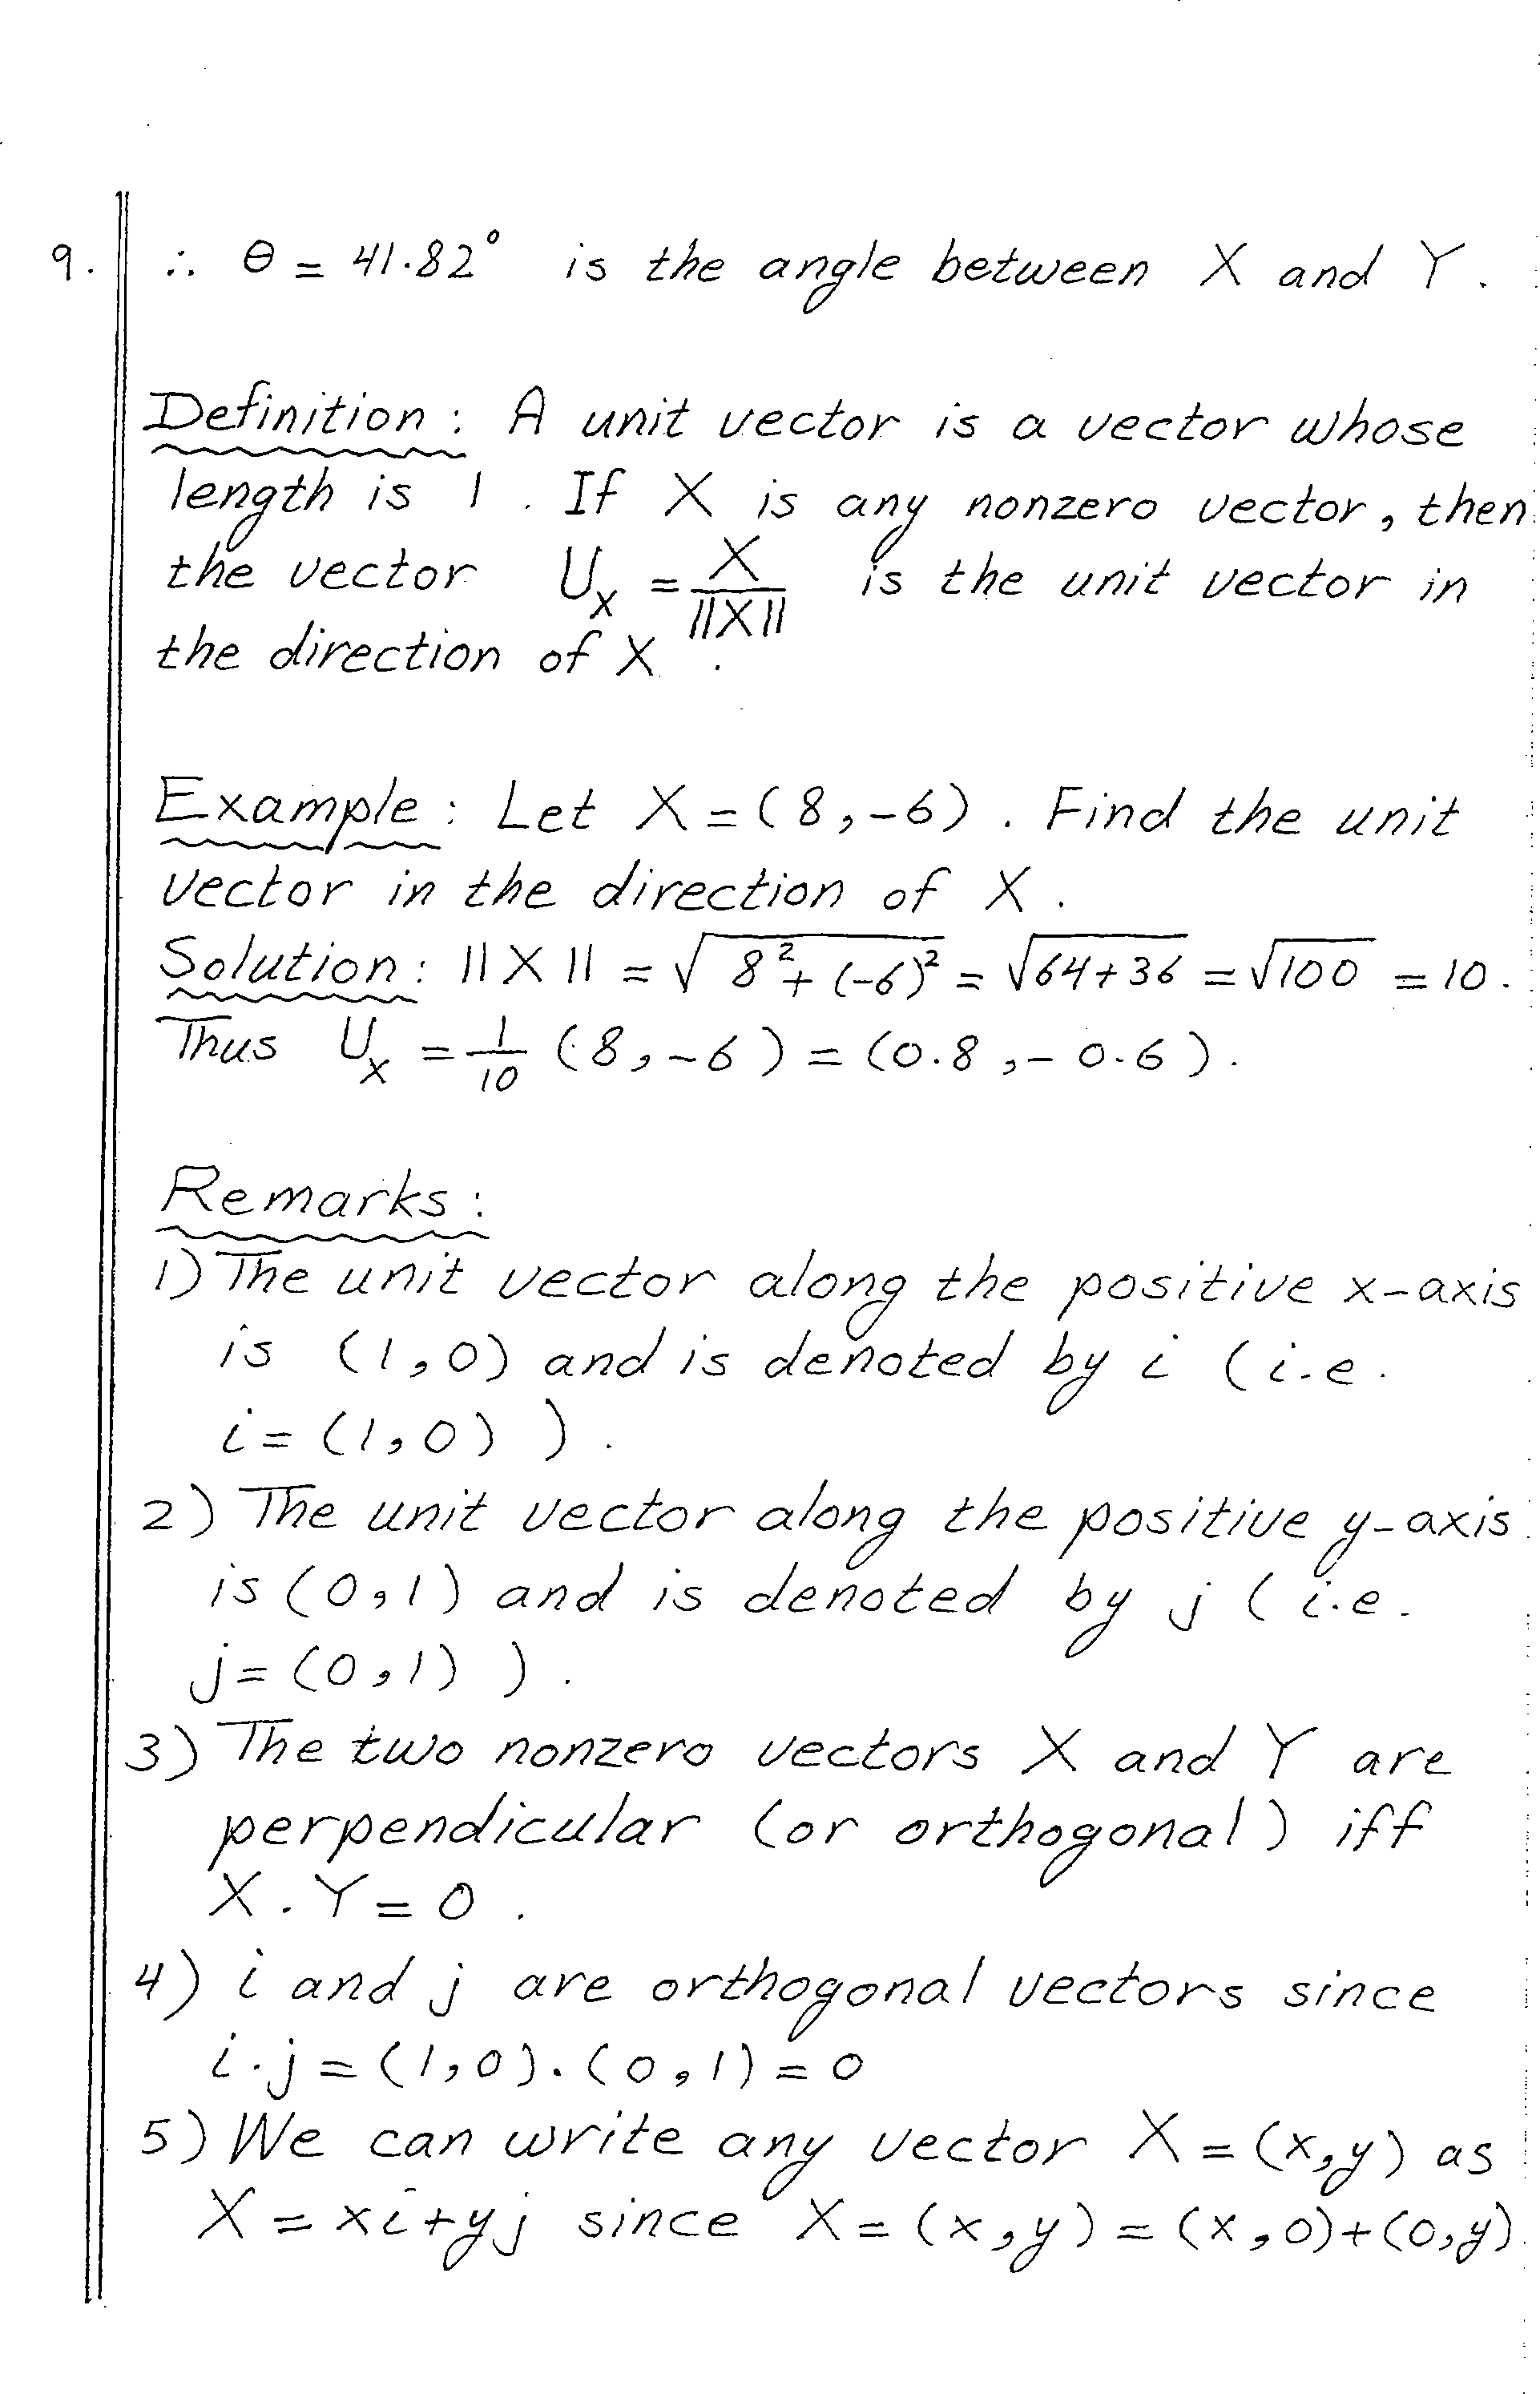 9. ∴ θ = 41.82° is the angle between X and Y.
Definition: A unit vector is a vector whose
length is 1. If X is any nonzero vector, then
the vector U_X = X/||X|| is the unit vector in
the direction of X.
Example: Let X = (8, -6). Find the unit
vector in the direction of X.
Solution: ||X|| = √(8² + (-6)²) = √(64+36) = √100 = 10.
Thus U_X = 1/10 (8, -6) = (0.8, -0.6).
Remarks:
1) The unit vector along the positive x-axis
is (1,0) and is denoted by i (i.e.
i = (1,0)).
2) The unit vector along the positive y-axis
is (0,1) and is denoted by j (i.e.
j = (0,1)).
3) The two nonzero vectors X and Y are
perpendicular (or orthogonal) iff
X.Y = 0.
4) i and j are orthogonal vectors since
i.j = (1,0).(0,1) = 0
5) We can write any vector X = (x,y) as
X = xi + yj since X = (x,y) = (x,0)+(0,y)